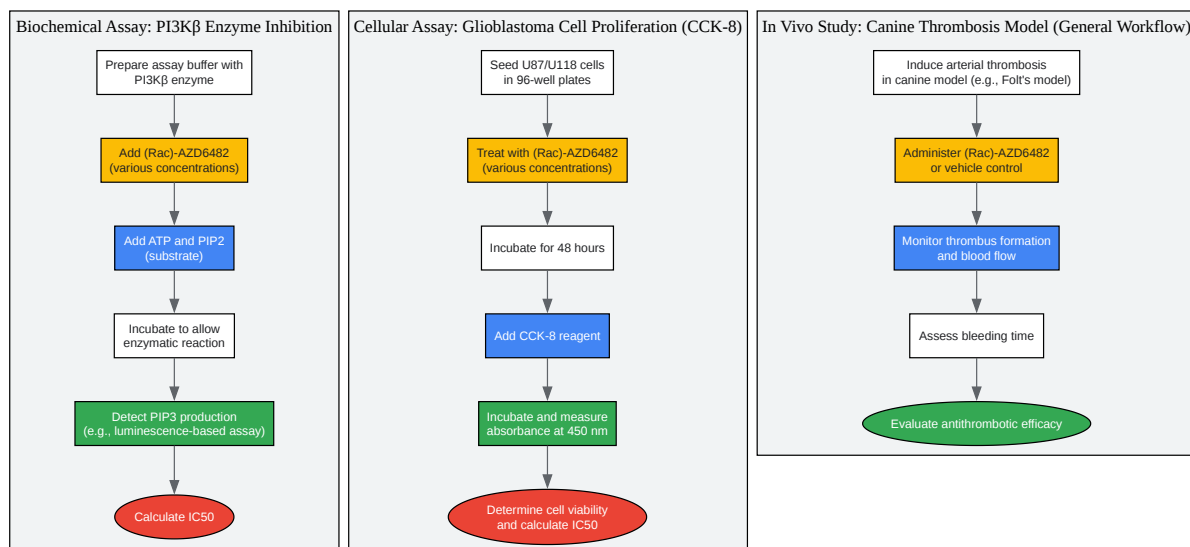 Biochemical Assay: PI3Kβ Enzyme Inhibition
Prepare assay buffer with
PI3Kβ enzyme
Add (Rac)-AZD6482
(various concentrations)
Add ATP and PIP2
(substrate)
Incubate to allow
enzymatic reaction
Detect PIP3 production
(e.g., luminescence-based assay)
Calculate IC50
Cellular Assay: Glioblastoma Cell Proliferation (CCK-8)
Seed U87/U118 cells
in 96-well plates
Treat with (Rac)-AZD6482
(various concentrations)
Incubate for 48 hours
Add CCK-8 reagent
Incubate and measure
absorbance at 450 nm
Determine cell viability
and calculate IC50
In Vivo Study: Canine Thrombosis Model (General Workflow)
Induce arterial thrombosis
in canine model (e.g., Folt's model)
Administer (Rac)-AZD6482
or vehicle control
Monitor thrombus formation
and blood flow
Assess bleeding time
Evaluate antithrombotic efficacy